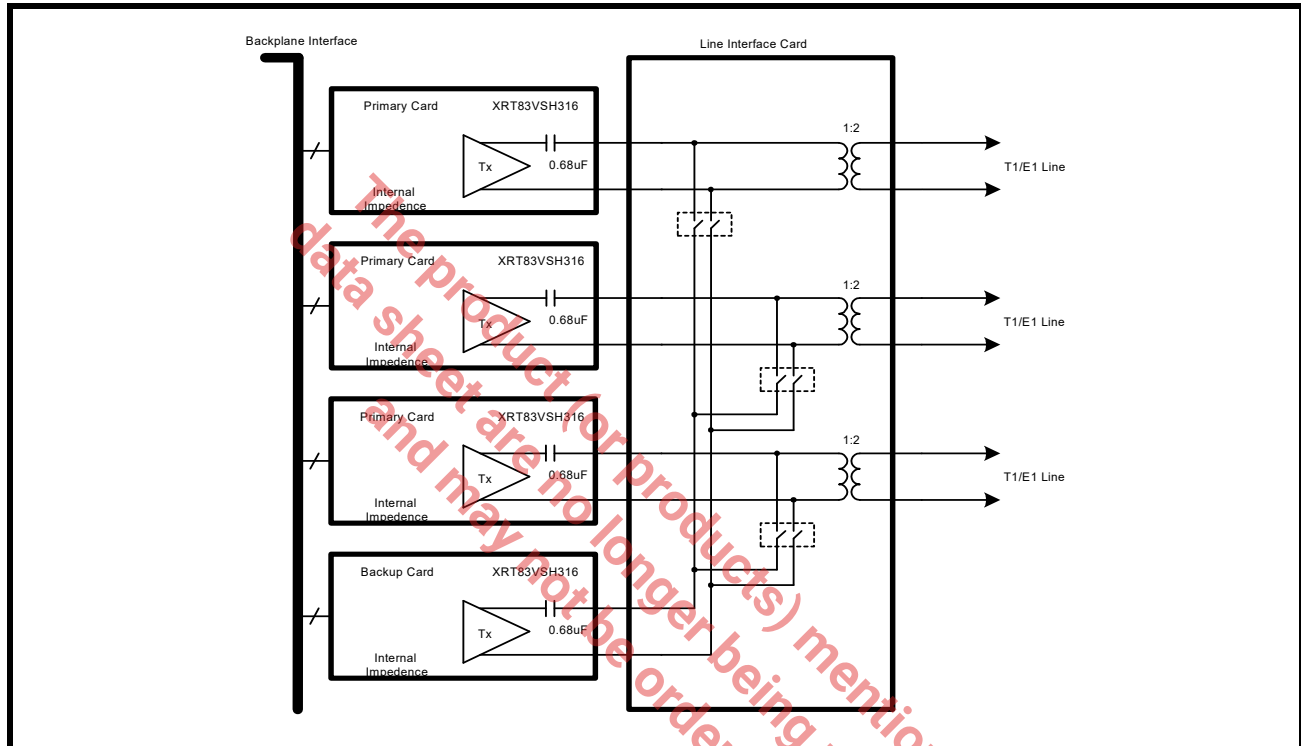 Backplane Interface
Line Interface Card
Primary Card XRT83VSH316
Tx
0.68uF
Internal
Impedence
1:2
T1/E1 Line
Primary Card XRT83VSH316
Tx
0.68uF
Internal
Impedence
1:2
T1/E1 Line
Primary Card XRT83VSH316
Tx
0.68uF
Internal
Impedence
1:2
T1/E1 Line
Backup Card XRT83VSH316
Tx
0.68uF
Internal
Impedence
The product (or products) mentio
data sheet are no longer being
and may not be orde